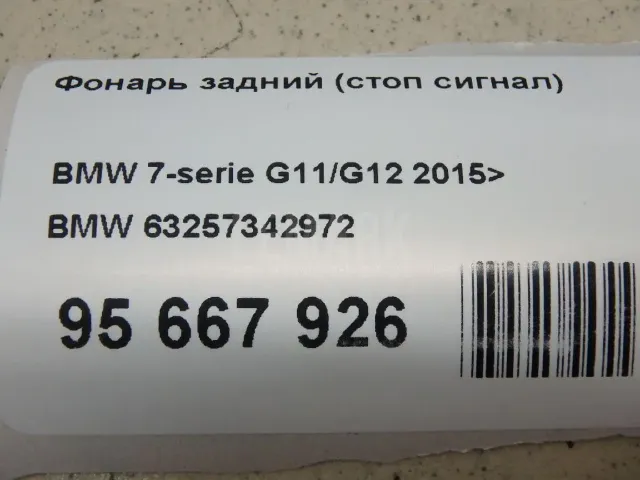 Фонарь задний (стоп сигнал)
BMW 7-serie G11/G12 2015>
BMW 63257342972
95 667 926